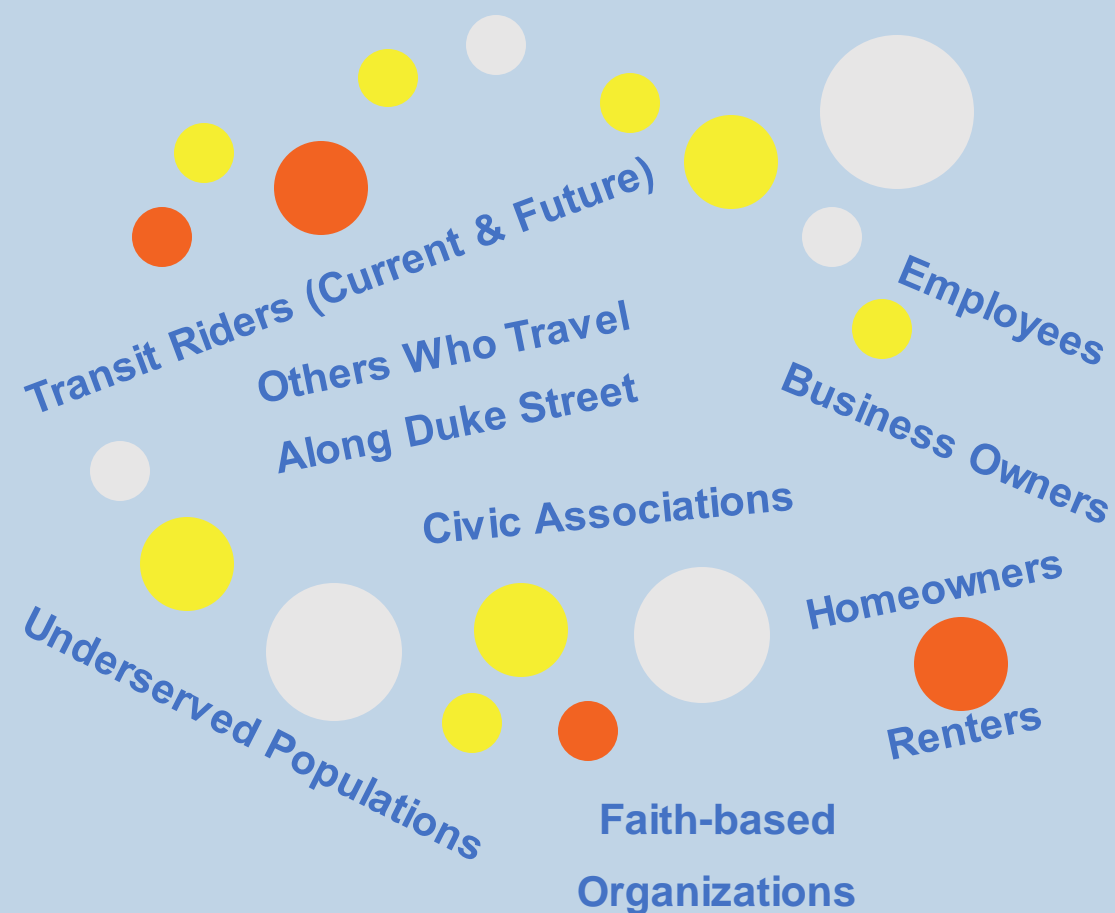 Transit Riders (Current & Future)
Others Who Travel
Along Duke Street
Employees
Business Owners
Civic Associations
Homeowners
Renters
Underserved Populations
Faith-based
Organizations